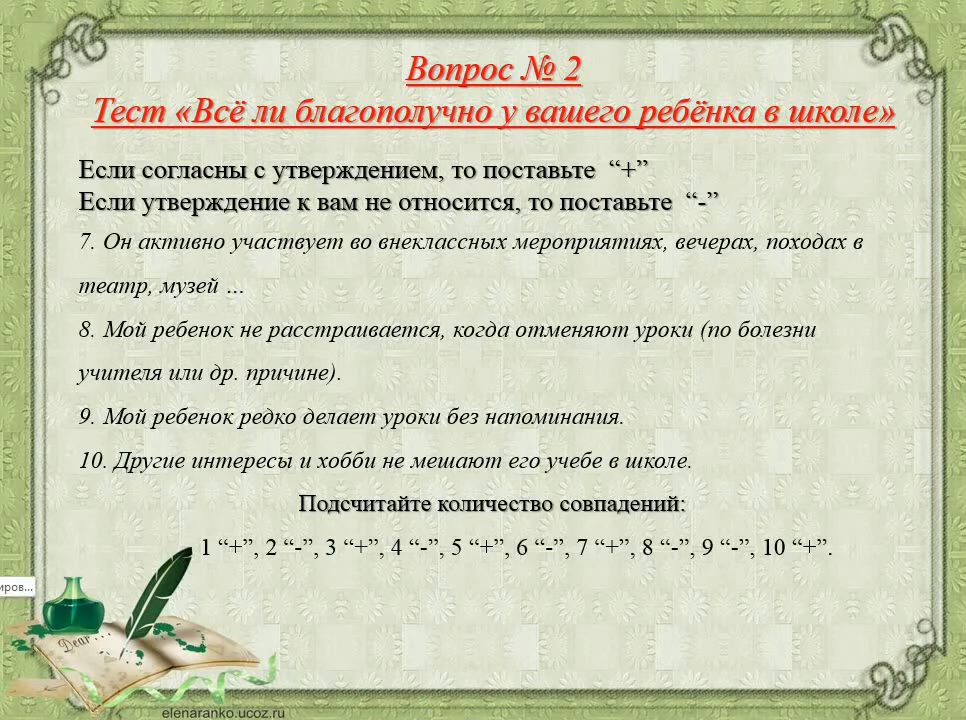 Вопрос № 2
Тест «Всё ли благополучно у вашего ребёнка в школе»
Если согласны с утверждением, то поставьте “+”
Если утверждение к вам не относится, то поставьте “-”
7. Он активно участвует во внеклассных мероприятиях, вечерах, походах в
театр, музей …
8. Мой ребенок не расстраивается, когда отменяют уроки (по болезни
учителя или др. причине).
9. Мой ребенок редко делает уроки без напоминания.
10. Другие интересы и хобби не мешают его учебе в школе.
Подсчитайте количество совпадений:
1 “+”, 2 “-”, 3 “+”, 4 “-”, 5 “+”, 6 “-”, 7 “+”, 8 “-”, 9 “-”, 10 “+”.
иров...
Dear...
elenaranko.ucoz.ru